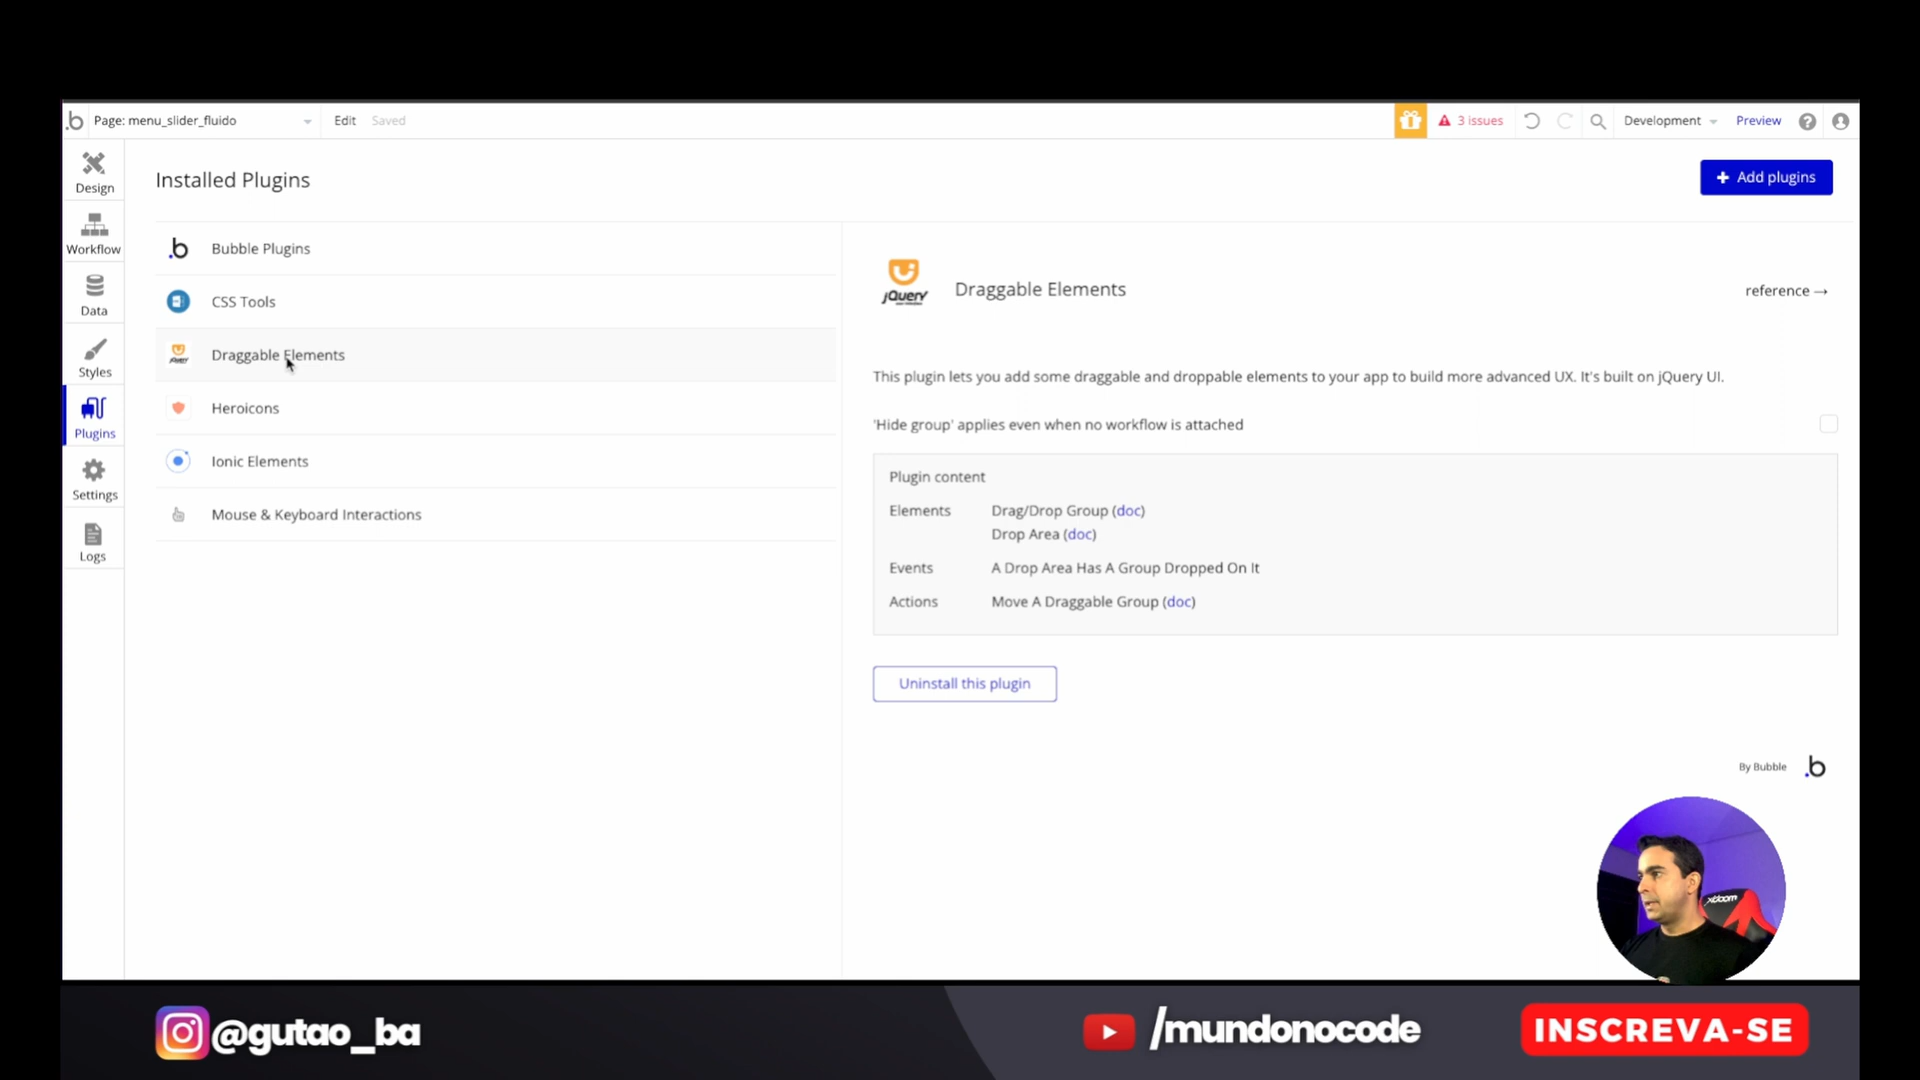 Page: menu_slider_fluido
Edit
Saved
3 issues
Development
Preview
Design
Workflow
Data
Styles
Plugins
Settings
Logs
Installed Plugins
+ Add plugins
Bubble Plugins
CSS Tools
Draggable Elements
Heroicons
Ionic Elements
Mouse & Keyboard Interactions
jQuery
Draggable Elements
reference →
This plugin lets you add some draggable and droppable elements to your app to build more advanced UX. It's built on jQuery UI.
'Hide group' applies even when no workflow is attached
Plugin content
Elements Drag/Drop Group (doc)
Drop Area (doc)
Events A Drop Area Has A Group Dropped On It
Actions Move A Draggable Group (doc)
Uninstall this plugin
By Bubble .b
@gutao_ba
/mundonocode
INSCREVA-SE